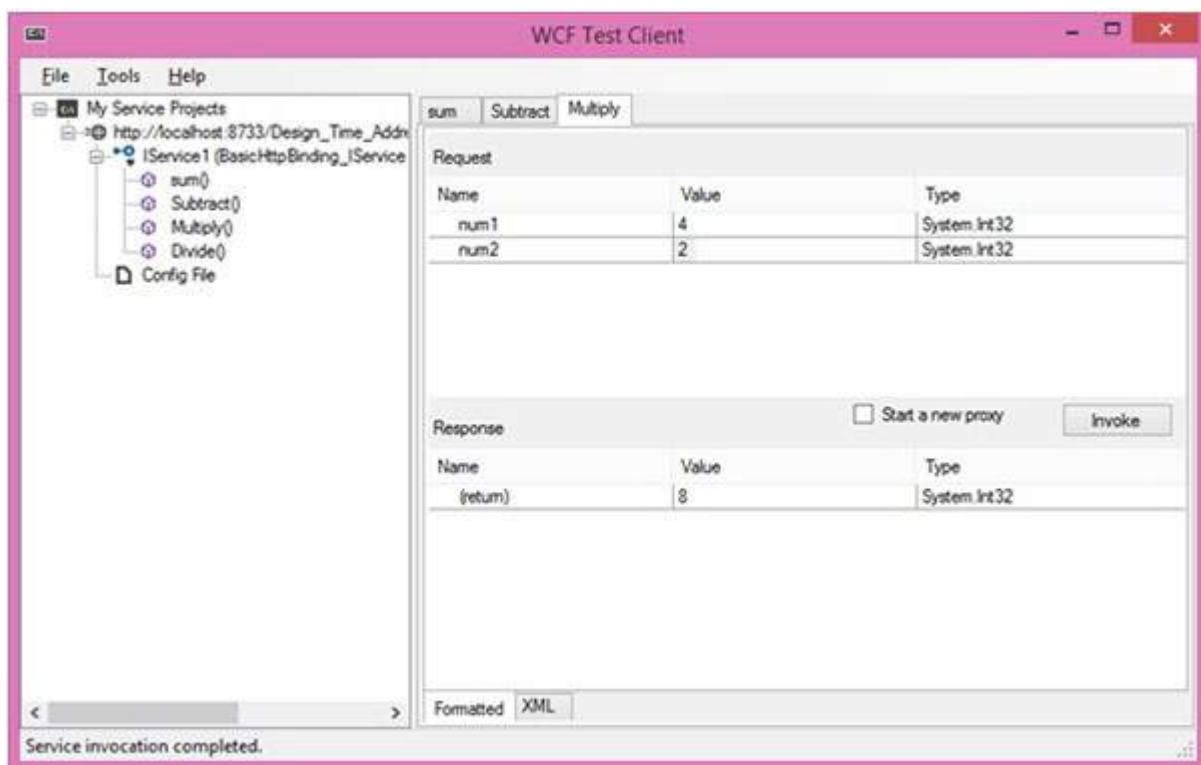 WCF Test Client
File Tools Help
My Service Projects
http://localhost:8733/Design_Time_Addre
IService1 (BasicHttpBinding_IService
sum()
Subtract()
Multiply()
Divide()
Config File
sum Subtract Multiply
Request
Name Value Type
num1 4 System.Int32
num2 2 System.Int32
Start a new proxy Invoke
Response
Name Value Type
(return) 8 System.Int32
Formatted XML
Service invocation completed.